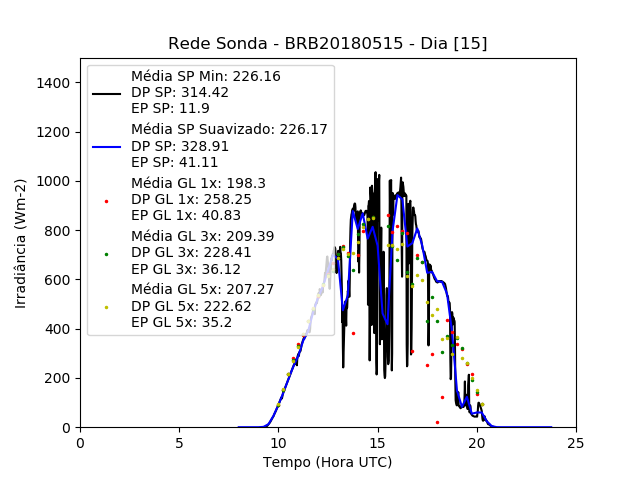 Rede Sonda - BRB20180515 - Dia [15]
1400
1200
1000
800
600
400
200
0
Irradiância (Wm-2)
Média SP Min: 226.16
DP SP: 314.42
EP SP: 11.9
Média SP Suavizado: 226.17
DP SP: 328.91
EP SP: 41.11
Média GL 1x: 198.3
DP GL 1x: 258.25
EP GL 1x: 40.83
Média GL 3x: 209.39
DP GL 3x: 228.41
EP GL 3x: 36.12
Média GL 5x: 207.27
DP GL 5x: 222.62
EP GL 5x: 35.2
0 5 10 15 20 25
Tempo (Hora UTC)